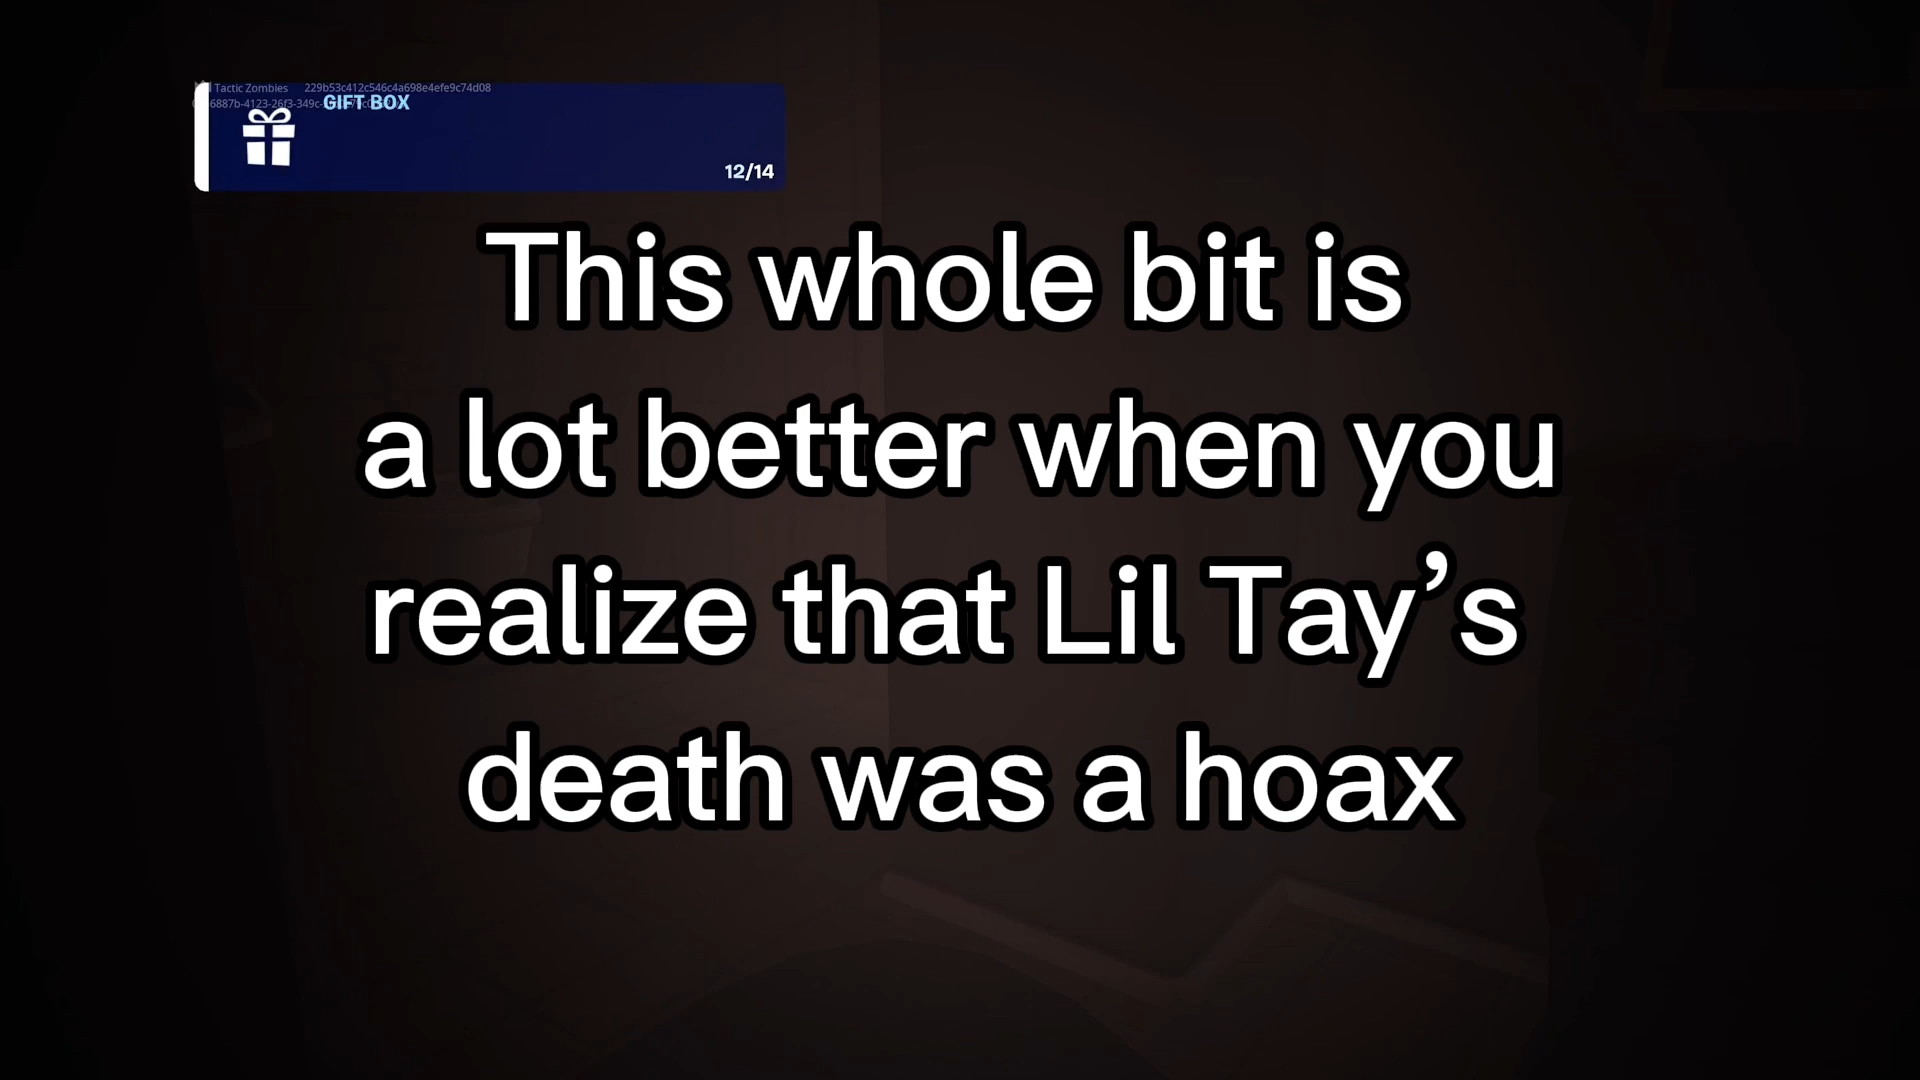 Tactic Zombies 229b53c412c546c4a698e4efe9c74d08
GIFT BOX
12/14
This whole bit is
a lot better when you
realize that Lil Tay’s
death was a hoax